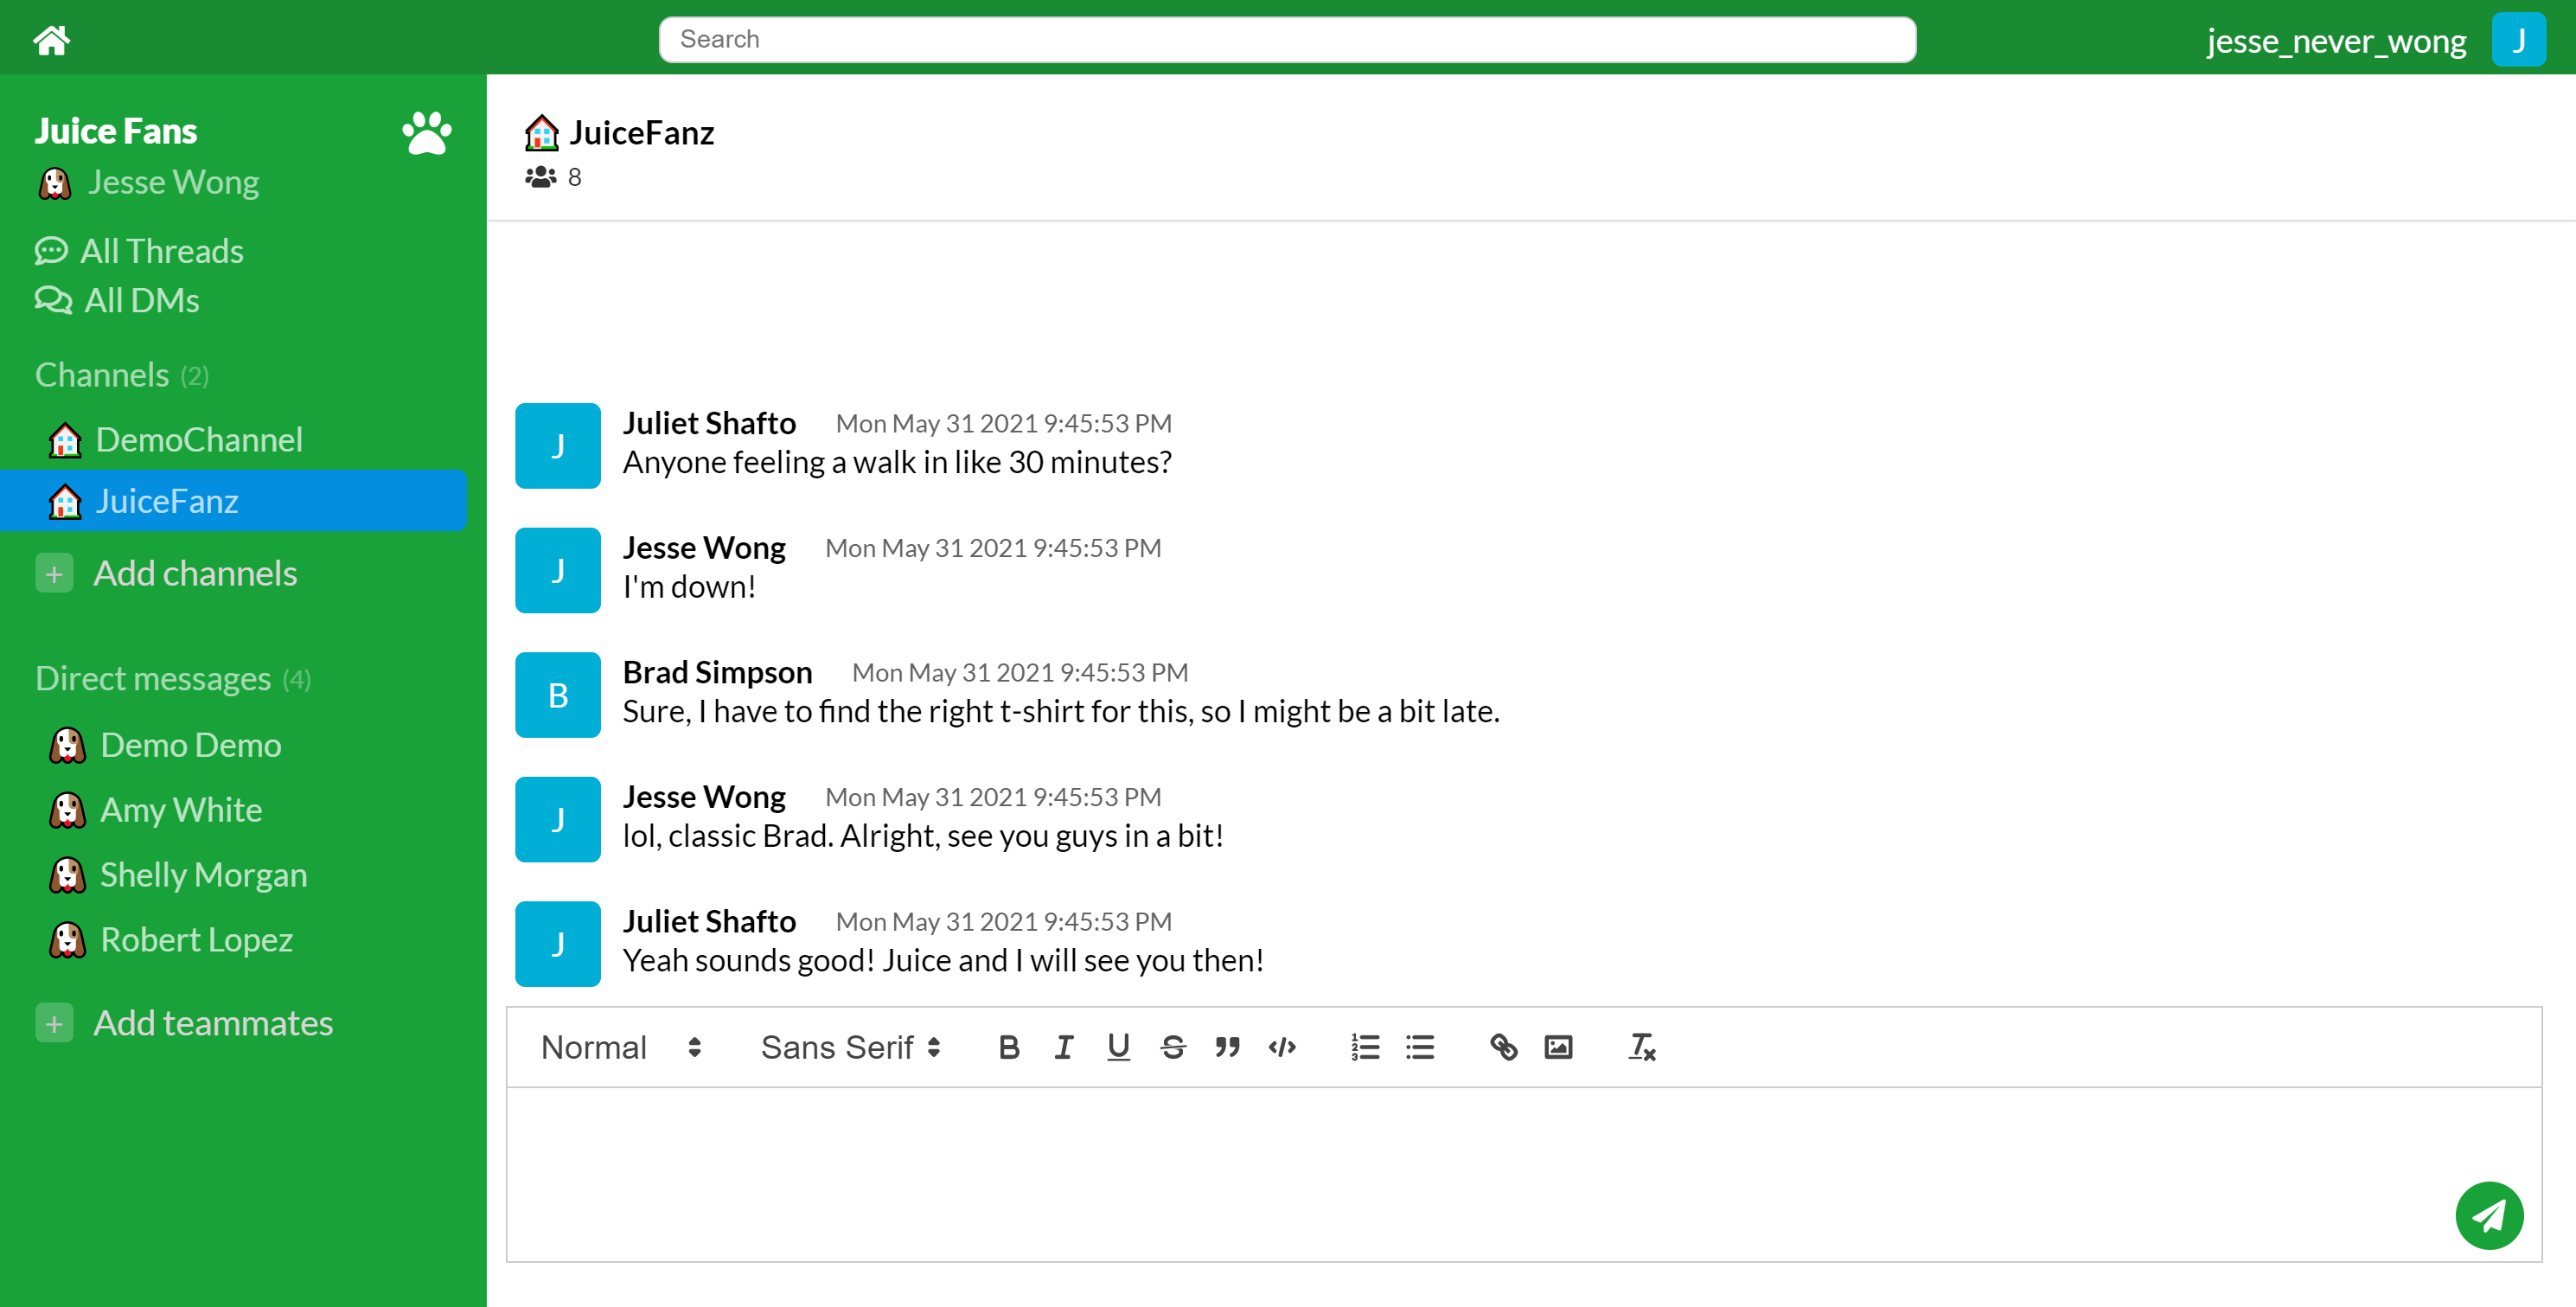 Search
jesse_never_wong
J
Juice Fans
Jesse Wong
All Threads
All DMs
Channels (2)
DemoChannel
JuiceFanz
+ Add channels
Direct messages (4)
Demo Demo
Amy White
Shelly Morgan
Robert Lopez
+ Add teammates
JuiceFanz
8
J
Juliet Shafto Mon May 31 2021 9:45:53 PM
Anyone feeling a walk in like 30 minutes?
J
Jesse Wong Mon May 31 2021 9:45:53 PM
I'm down!
B
Brad Simpson Mon May 31 2021 9:45:53 PM
Sure, I have to find the right t-shirt for this, so I might be a bit late.
J
Jesse Wong Mon May 31 2021 9:45:53 PM
lol, classic Brad. Alright, see you guys in a bit!
J
Juliet Shafto Mon May 31 2021 9:45:53 PM
Yeah sounds good! Juice and I will see you then!
Normal Sans Serif